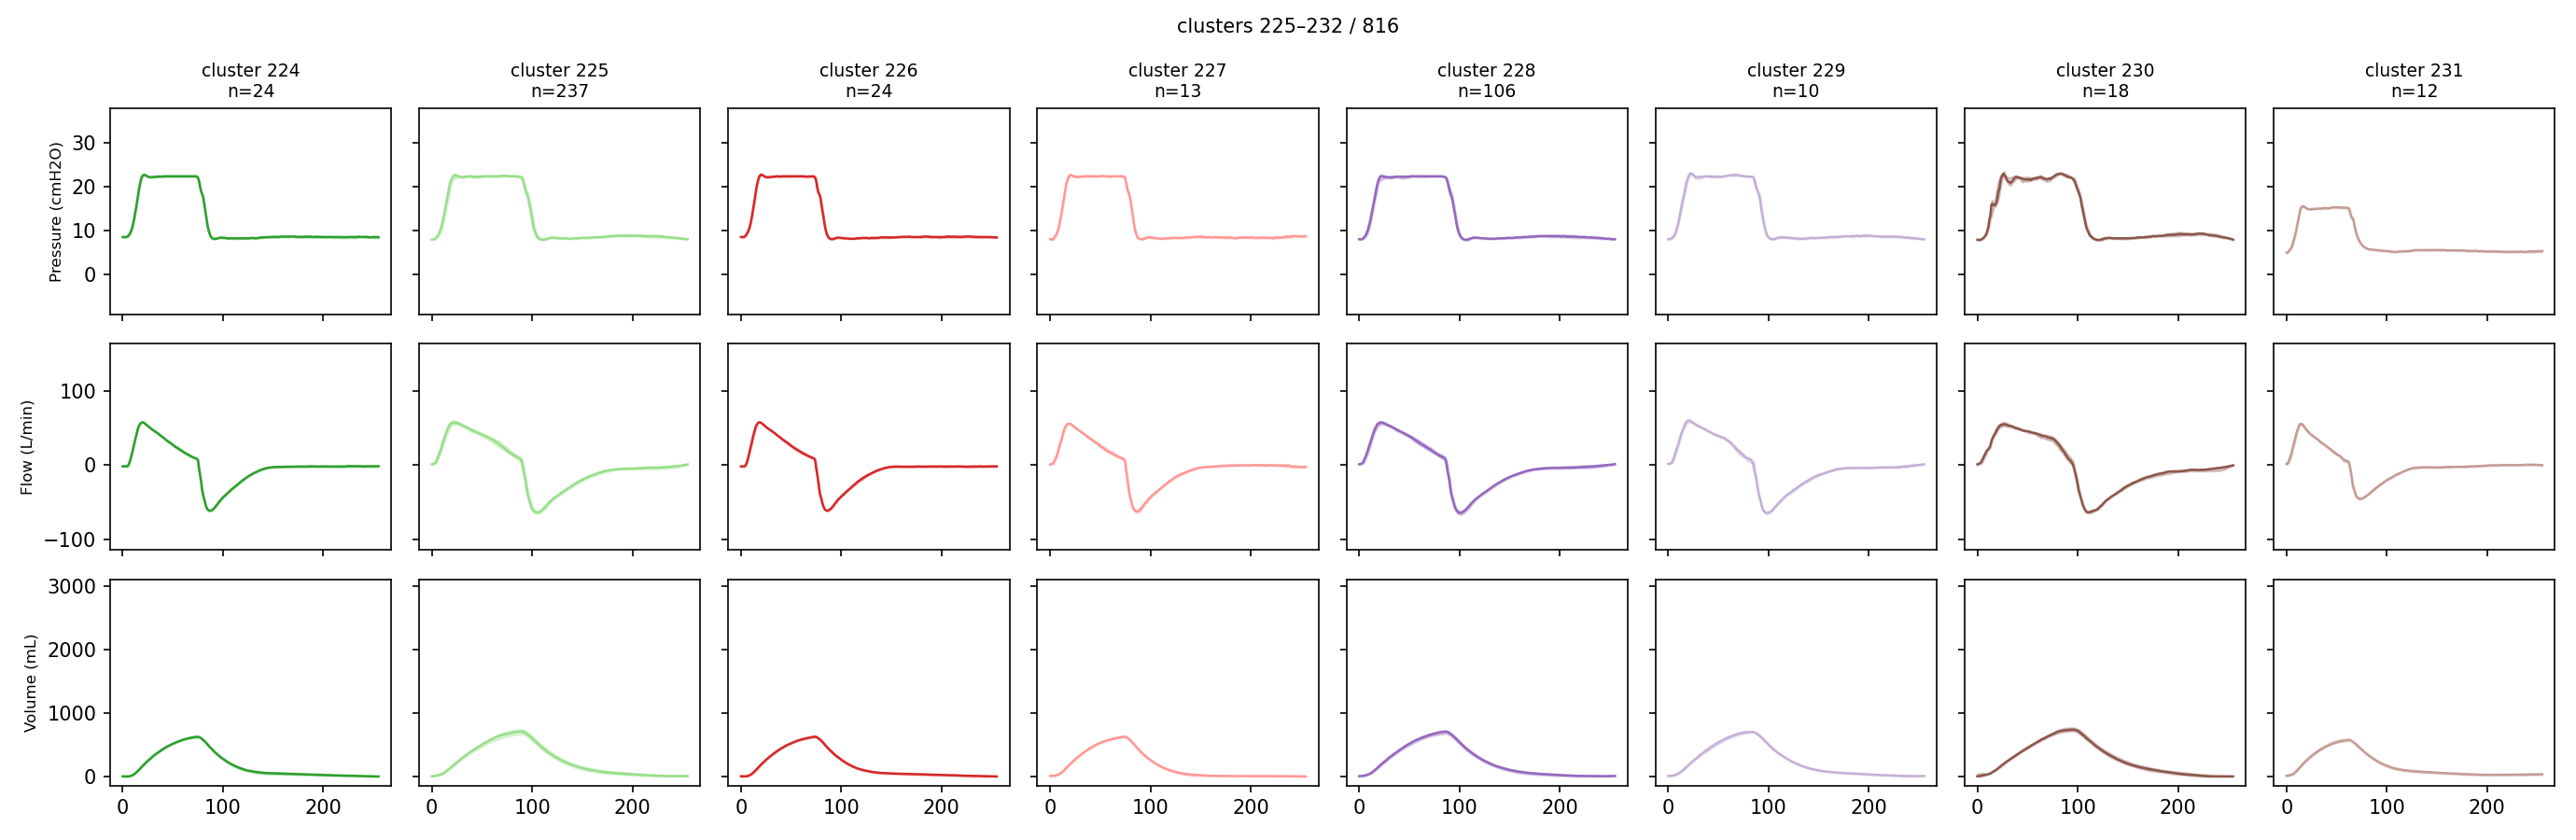 clusters 225–232 / 816
cluster 224
n=24
cluster 225
n=237
cluster 226
n=24
cluster 227
n=13
cluster 228
n=106
cluster 229
n=10
cluster 230
n=18
cluster 231
n=12
Pressure (cmH2O)
30
20
10
0
Flow (L/min)
100
0
−100
Volume (mL)
3000
2000
1000
0
0 100 200
0 100 200
0 100 200
0 100 200
0 100 200
0 100 200
0 100 200
0 100 200